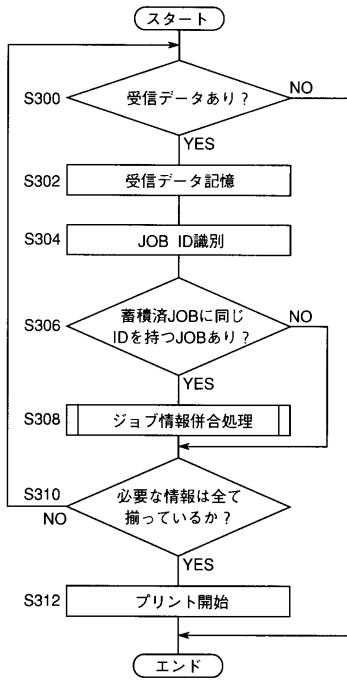 スタート
S300
受信データあり?
NO
YES
S302
受信データ記憶
S304
JOB ID識別
S306
蓄積済JOBに同じ
IDを持つJOBあり?
NO
YES
S308
ジョブ情報併合処理
S310
必要な情報は全て
揃っているか?
NO
YES
S312
プリント開始
エンド